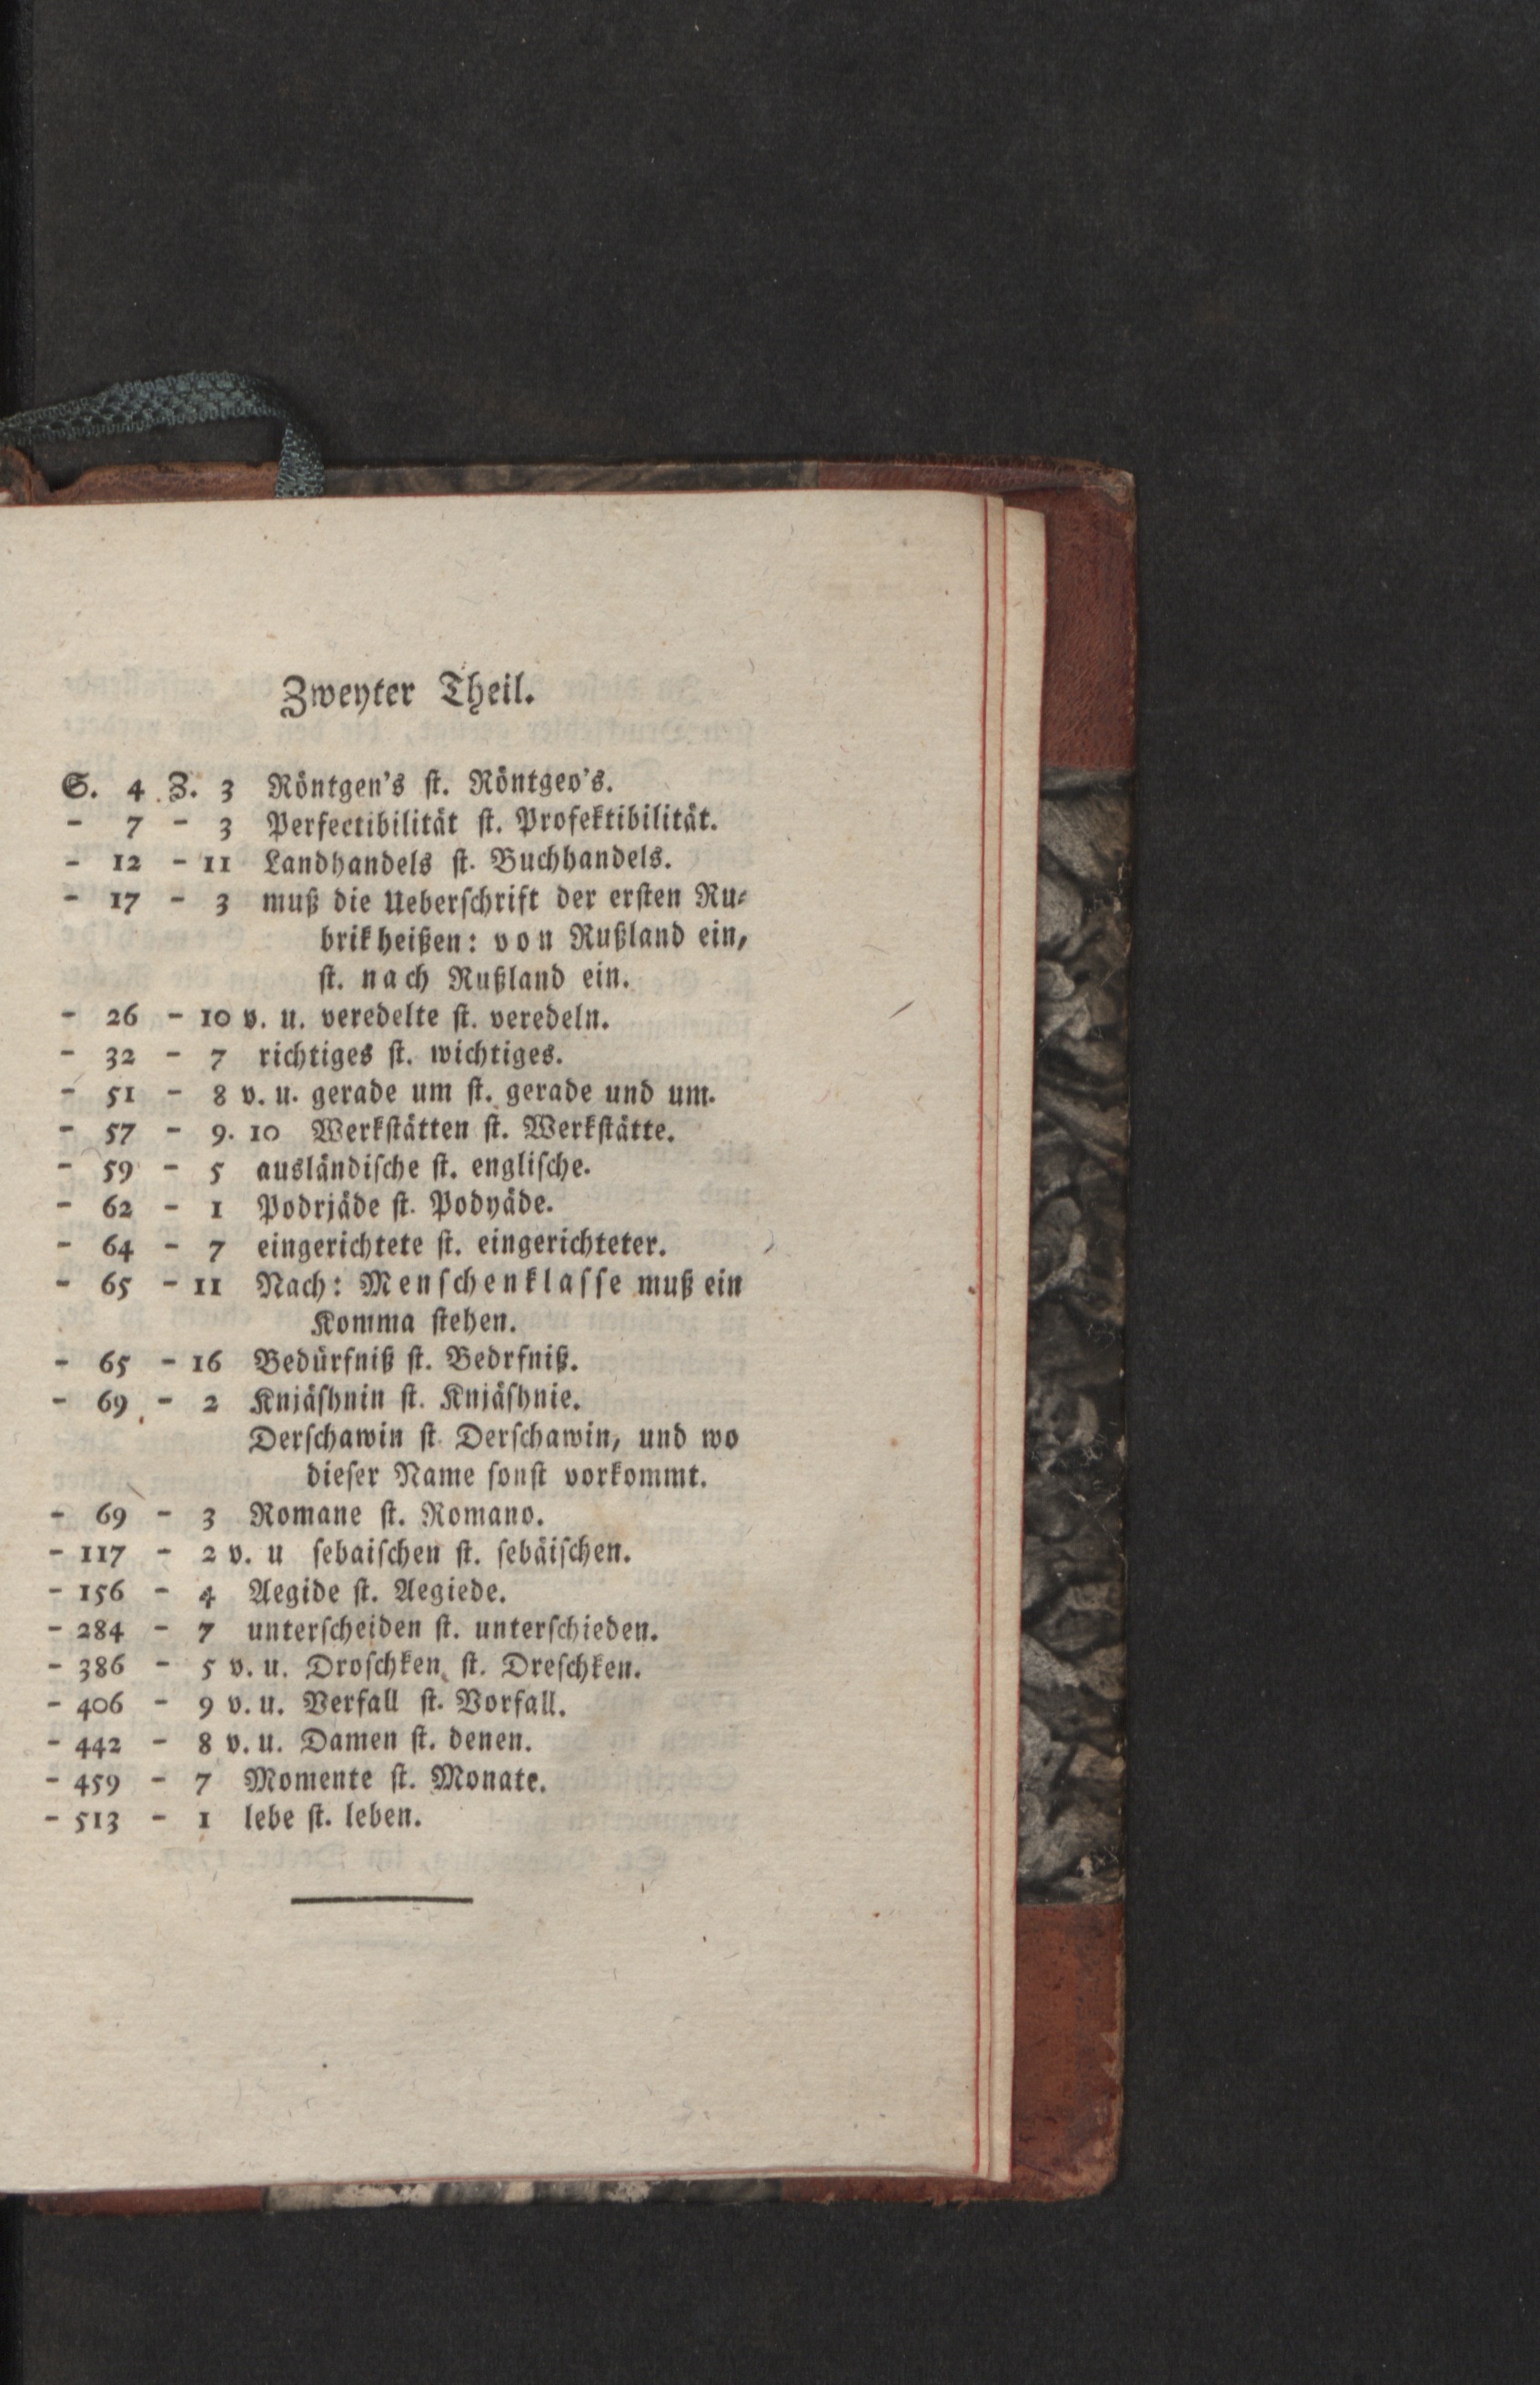 Zweyter Theil.
S. 4 Z. 3 Röntgen's ſt. Röntgeo's.
- 7 - 3 Perfectibilität ſt. Profektibilität.
- 12 - 11 Landhandels ſt. Buchhandels.
- 17 - 3 muß die Ueberſchrift der erſten Ru⸗
brik heißen: von Rußland ein,
ſt. nach Rußland ein.
- 26 - 10 v. u. veredelte ſt. veredeln.
- 32 - 7 richtiges ſt. wichtiges.
- 51 - 8 v. u. gerade um ſt. gerade und um.
- 57 - 9. 10 Werkſtätten ſt. Werkſtätte.
- 59 - 5 ausländiſche ſt. engliſche.
- 62 - 1 Podrjäde ſt. Podyäde.
- 64 - 7 eingerichtete ſt. eingerichteter.
- 65 - 11 Nach: Menſchenklaſſe muß ein
Komma ſtehen.
- 65 - 16 Bedürfniß ſt. Bedrfniß.
- 69 - 2 Knjäſhnin ſt. Knjäſhnie.
Derſchawin ſt. Derſchawin, und wo
dieſer Name ſonſt vorkommt.
- 69 - 3 Romane ſt. Romano.
- 117 - 2 v. u ſebaiſchen ſt. ſebäiſchen.
- 156 - 4 Aegide ſt. Aegiede.
- 284 - 7 unterſcheiden ſt. unterſchieden.
- 386 - 5 v. u. Droſchken ſt. Dreſchken.
- 406 - 9 v. u. Verfall ſt. Vorfall.
- 442 - 8 v. u. Damen ſt. denen.
- 459 - 7 Momente ſt. Monate.
- 513 - 1 lebe ſt. leben.